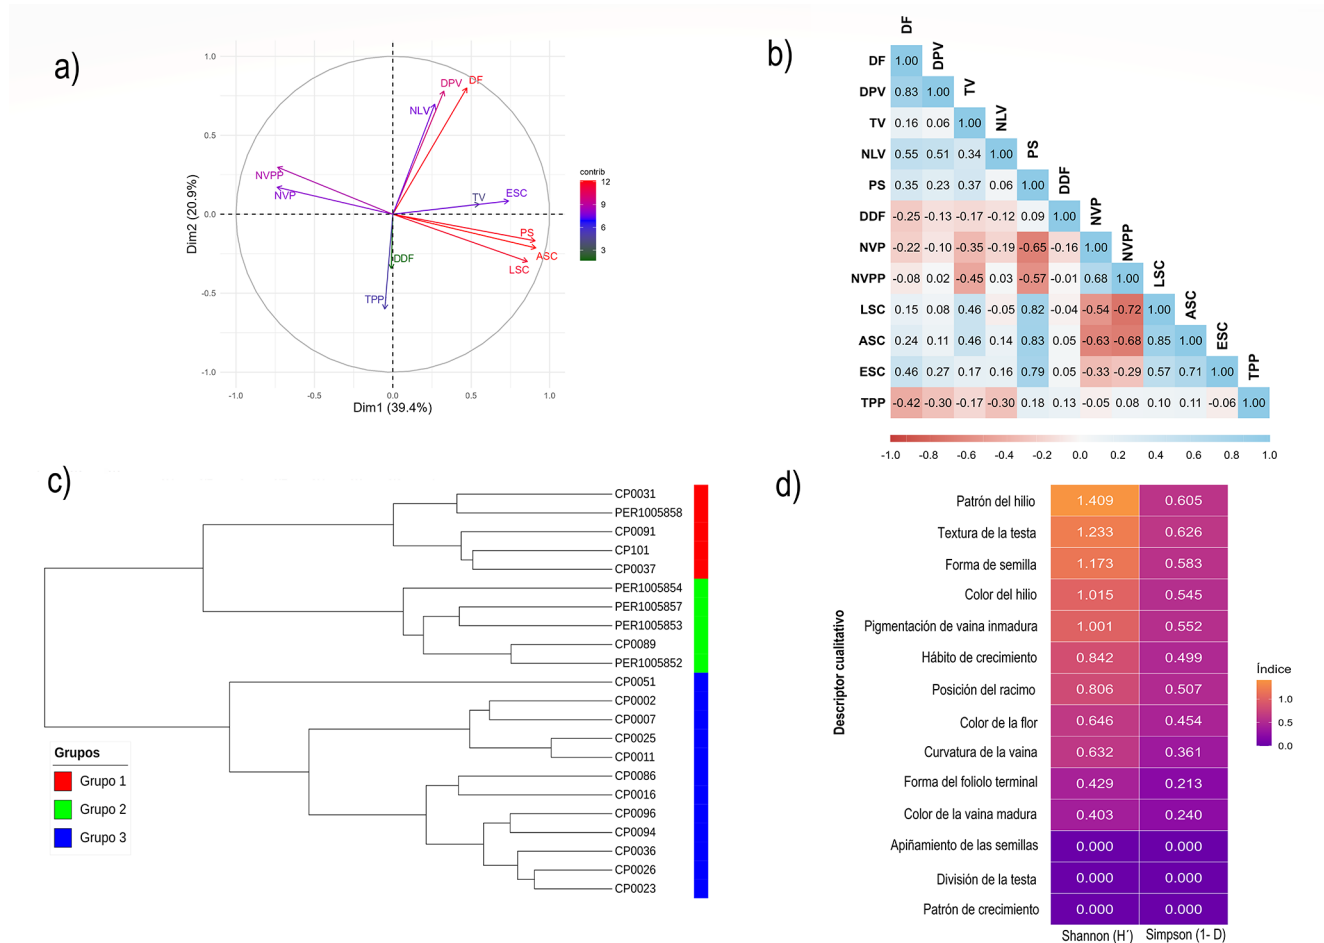 a)
1.0
0.5
0.0
-0.5
-1.0
Dim2 (20.9%)
-1.0
-0.5
0.0
0.5
1.0
Dim1 (39.4%)
DPV
DF
NLV
NVPP
NVP
TV
ESC
PS
ASC
LSC
DDF
TPP
contrib
12
9
6
3
b)
DF
DPV
TV
NLV
PS
DDF
NVP
NVPP
LSC
ASC
ESC
TPP
DF 1.00
DPV 0.83 1.00
TV 0.16 0.06 1.00
NLV 0.55 0.51 0.34 1.00
PS 0.35 0.23 0.37 0.06 1.00
DDF -0.25 -0.13 -0.17 -0.12 0.09 1.00
NVP -0.22 -0.10 -0.35 -0.19 -0.65 -0.16 1.00
NVPP -0.08 0.02 -0.45 0.03 -0.57 -0.01 0.68 1.00
LSC 0.15 0.08 0.46 -0.05 0.82 -0.04 -0.54 -0.72 1.00
ASC 0.24 0.11 0.46 0.14 0.83 0.05 -0.63 -0.68 0.85 1.00
ESC 0.46 0.27 0.17 0.16 0.79 0.05 -0.33 -0.29 0.57 0.71 1.00
TPP -0.42 -0.30 -0.17 -0.30 0.18 0.13 -0.05 0.08 0.10 0.11 -0.06 1.00
-1.0 -0.8 -0.6 -0.4 -0.2 0.0 0.2 0.4 0.6 0.8 1.0
c)
CP0031
PER1005858
CP0091
CP101
CP0037
PER1005854
PER1005857
PER1005853
CP0089
PER1005852
CP0051
CP0002
CP0007
CP0025
CP0011
CP0086
CP0016
CP0096
CP0094
CP0036
CP0026
CP0023
Grupos
Grupo 1
Grupo 2
Grupo 3
d)
Descriptor cualitativo
Patrón del hilio 1.409 0.605
Textura de la testa 1.233 0.626
Forma de semilla 1.173 0.583
Color del hilio 1.015 0.545
Pigmentación de vaina inmadura 1.001 0.552
Hábito de crecimiento 0.842 0.499
Posición del racimo 0.806 0.507
Color de la flor 0.646 0.454
Curvatura de la vaina 0.632 0.361
Forma del foliolo terminal 0.429 0.213
Color de la vaina madura 0.403 0.240
Apiñamiento de las semillas 0.000 0.000
División de la testa 0.000 0.000
Patrón de crecimiento 0.000 0.000
Shannon (H´) Simpson (1- D)
Índice
1.0
0.5
0.0